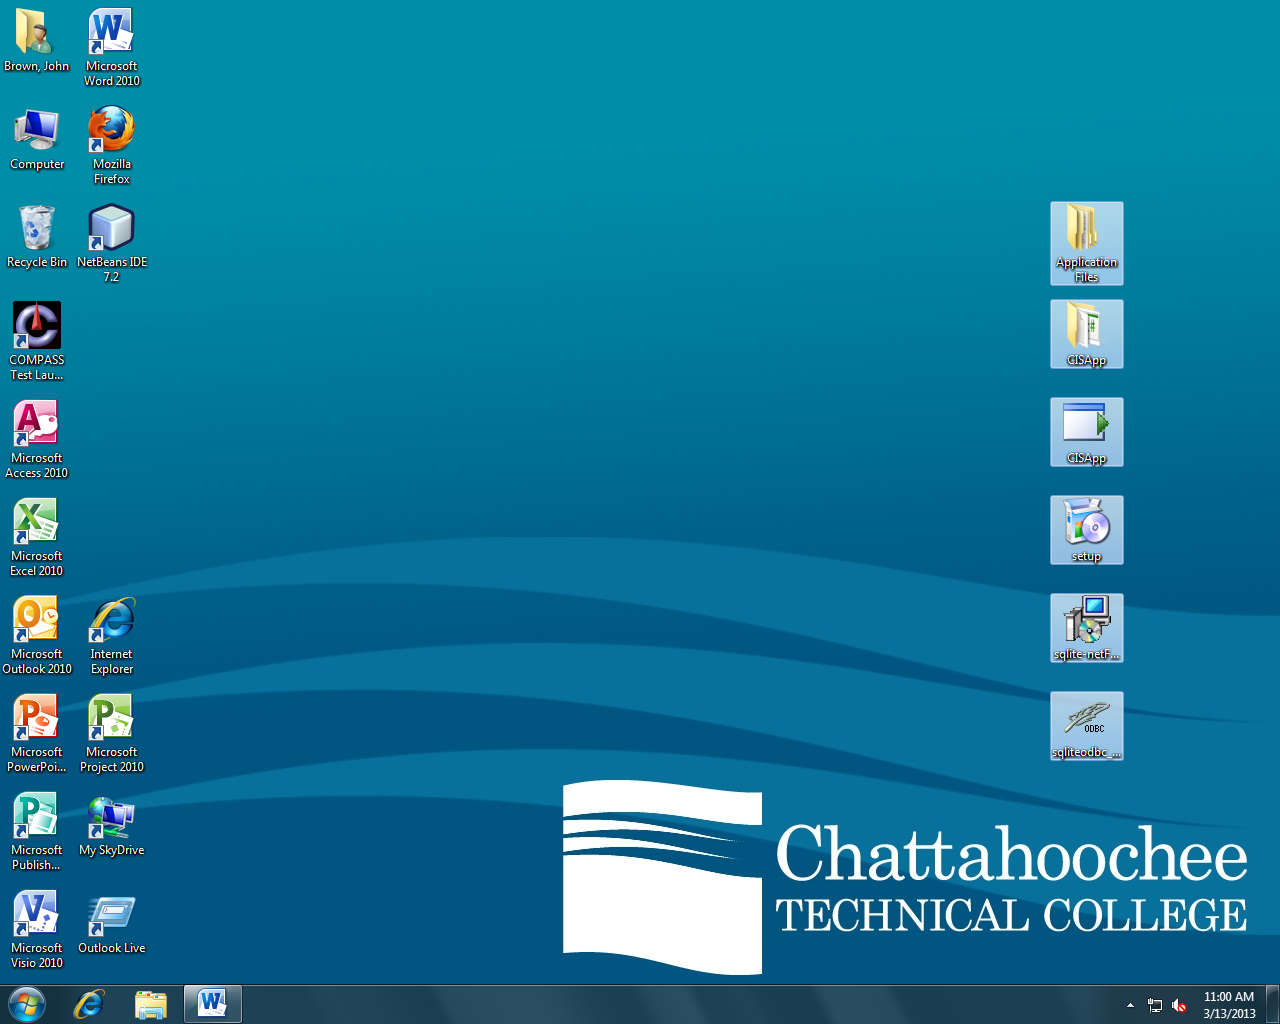 Brown, John
Microsoft
Word 2010
Computer
Mozilla
Firefox
Recycle Bin
NetBeans IDE
7.2
COMPASS
Test Lau...
Microsoft
Access 2010
Microsoft
Excel 2010
Microsoft
Outlook 2010
Internet
Explorer
Microsoft
PowerPoi...
Microsoft
Project 2010
Microsoft
Publish...
My SkyDrive
Microsoft
Visio 2010
Outlook Live
Application
Files
CISApp
CISApp
setup
sqlite-netF...
ODBC
sqliteodbc_...
Chattahoochee
TECHNICAL COLLEGE
11:00 AM
3/13/2013